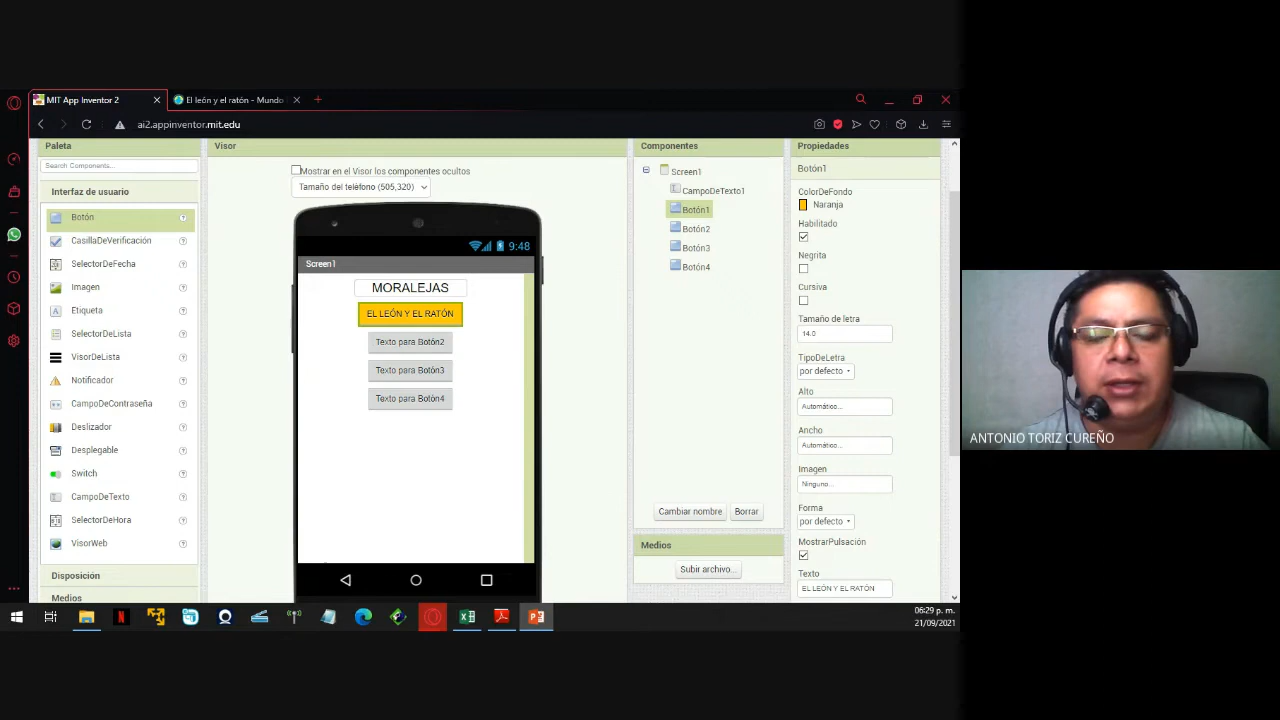 MIT App Inventor 2
El león y el ratón - Mundo
ai2.appinventor.mit.edu
Paleta
Visor
Componentes
Propiedades
Search Components...
Interfaz de usuario
Botón
CasillaDeVerificación
SelectorDeFecha
Imagen
Etiqueta
SelectorDeLista
VisorDeLista
Notificador
CampoDeContraseña
Deslizador
Desplegable
Switch
CampoDeTexto
SelectorDeHora
VisorWeb
Disposición
Medios
Mostrar en el Visor los componentes ocultos
Tamaño del teléfono (505,320)
9:48
Screen1
MORALEJAS
EL LEÓN Y EL RATÓN
Texto para Botón2
Texto para Botón3
Texto para Botón4
Screen1
CampoDeTexto1
Botón1
Botón2
Botón3
Botón4
Cambiar nombre
Borrar
Medios
Subir archivo...
Botón1
ColorDeFondo
Naranja
Habilitado
Negrita
Cursiva
Tamaño de letra
14.0
TipoDeLetra
por defecto
Alto
Automático...
Ancho
Automático...
Imagen
Ninguno...
Forma
por defecto
MostrarPulsación
Texto
EL LEÓN Y EL RATÓN
06:29 p. m.
21/09/2021
ANTONIO TORIZ CUREÑO